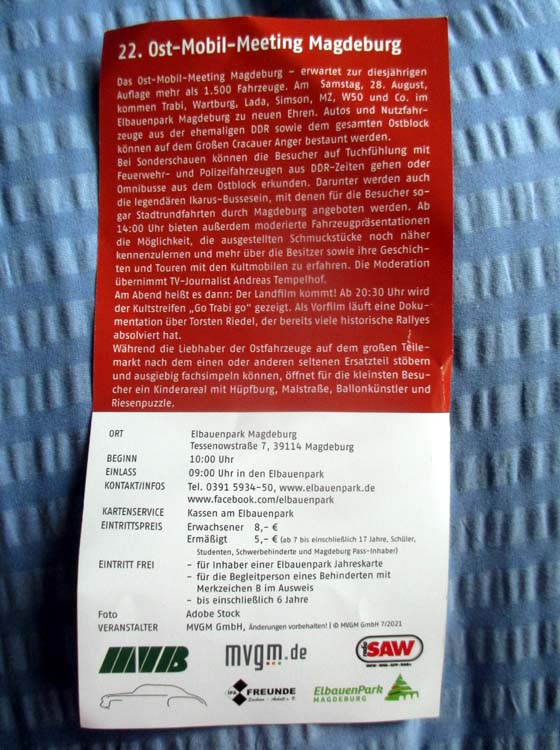 22. Ost-Mobil-Meeting Magdeburg
Das Ost-Mobil-Meeting Magdeburg – erwartet zur diesjährigen
Auflage mehr als 1.500 Fahrzeuge. Am Samstag, 28. August,
kommen Trabi, Wartburg, Lada, Simson, MZ, W50 und Co. im
Elbauenpark Magdeburg zu neuen Ehren. Autos und Nutzfahr-
zeuge aus der ehemaligen DDR sowie dem gesamten Ostblock
können auf dem Großen Cracauer Anger bestaunt werden.
Bei Sonderschauen können die Besucher auf Tuchfühlung mit
Feuerwehr- und Polizeifahrzeugen aus DDR-Zeiten gehen oder
Omnibusse aus dem Ostblock erkunden. Darunter werden auch
die legendären Ikarus-Bussesein, mit denen für die Besucher so-
gar Stadtrundfahrten durch Magdeburg angeboten werden. Ab
14:00 Uhr bieten außerdem moderierte Fahrzeugpräsentationen
die Möglichkeit, die ausgestellten Schmuckstücke noch näher
kennenzulernen und mehr über die Besitzer sowie ihre Geschich-
ten und Touren mit den Kultmobilen zu erfahren. Die Moderation
übernimmt TV-Journalist Andreas Tempelhof.
Am Abend heißt es dann: Der Landfilm kommt! Ab 20:30 Uhr wird
der Kultstreifen „Go Trabi go" gezeigt. Als Vorfilm läuft eine Doku-
mentation über Torsten Riedel, der bereits viele historische Rallyes
absolviert hat.
Während die Liebhaber der Ostfahrzeuge auf dem großen Teile-
markt nach dem einen oder anderen seltenen Ersatzteil stöbern
und ausgiebig fachsimpeln können, öffnet für die kleinsten Besu-
cher ein Kinderareal mit Hüpfburg, Malstraße, Ballonkünstler und
Riesenpuzzle.
ORT Elbauenpark Magdeburg
Tessenowstraße 7, 39114 Magdeburg
BEGINN 10:00 Uhr
EINLASS 09:00 Uhr in den Elbauenpark
KONTAKT/INFOS Tel. 0391 5934-50, www.elbauenpark.de
www.facebook.com/elbauenpark
KARTENSERVICE Kassen am Elbauenpark
EINTRITTSPREIS Erwachsener 8,– €
Ermäßigt 5,– € (ab 7 bis einschließlich 17 Jahre, Schüler,
Studenten, Schwerbehinderte und Magdeburg Pass-Inhaber)
EINTRITT FREI – für Inhaber einer Elbauenpark Jahreskarte
– für die Begleitperson eines Behinderten mit
Merkzeichen B im Ausweis
– bis einschließlich 6 Jahre
Foto Adobe Stock
VERANSTALTER MVGM GmbH, Änderungen vorbehalten! | © MVGM GmbH 7/2021
MVB mvgm.de SAW
IFA FREUNDE ElbauenPark
MAGDEBURG